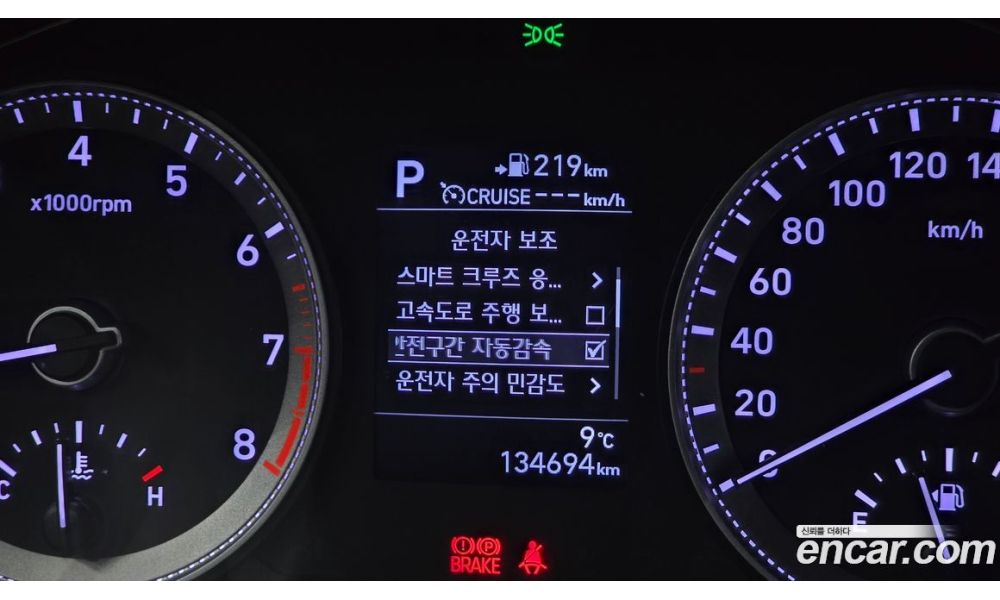 4
5
6
7
8
x1000rpm
C
H
P
219km
CRUISE --- km/h
운전자 보조
스마트 크루즈 응...
고속도로 주행 보...
전구간 자동감속
운전자 주의 민감도
9°C
134694km
BRAKE
0
20
40
60
80
100
120
14
km/h
E
신뢰를 더하다
encar.com